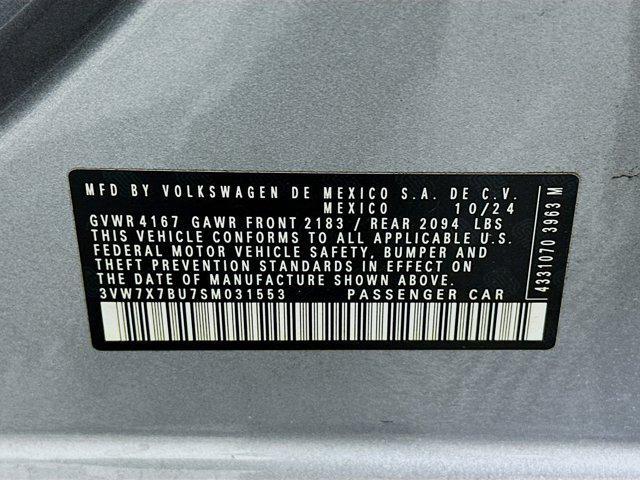 MFD BY VOLKSWAGEN DE MEXICO S.A. DE C.V.
MEXICO 10/24
GVWR 4167 GAWR FRONT 2183 / REAR 2094 LBS
THIS VEHICLE CONFORMS TO ALL APPLICABLE U.S.
FEDERAL MOTOR VEHICLE SAFETY, BUMPER AND
THEFT PREVENTION STANDARDS IN EFFECT ON
THE DATE OF MANUFACTURE SHOWN ABOVE.
3VW7X7BU7SM031553 PASSENGER CAR
4331070 3963 M